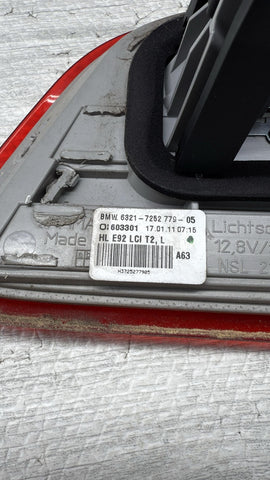 BMW 6321-7252 779-05
603301 17.01.11 07:15
HL E92 LCI T2, L
A63
H3725277905
Made
Lichts
12,8V/
NSL 2